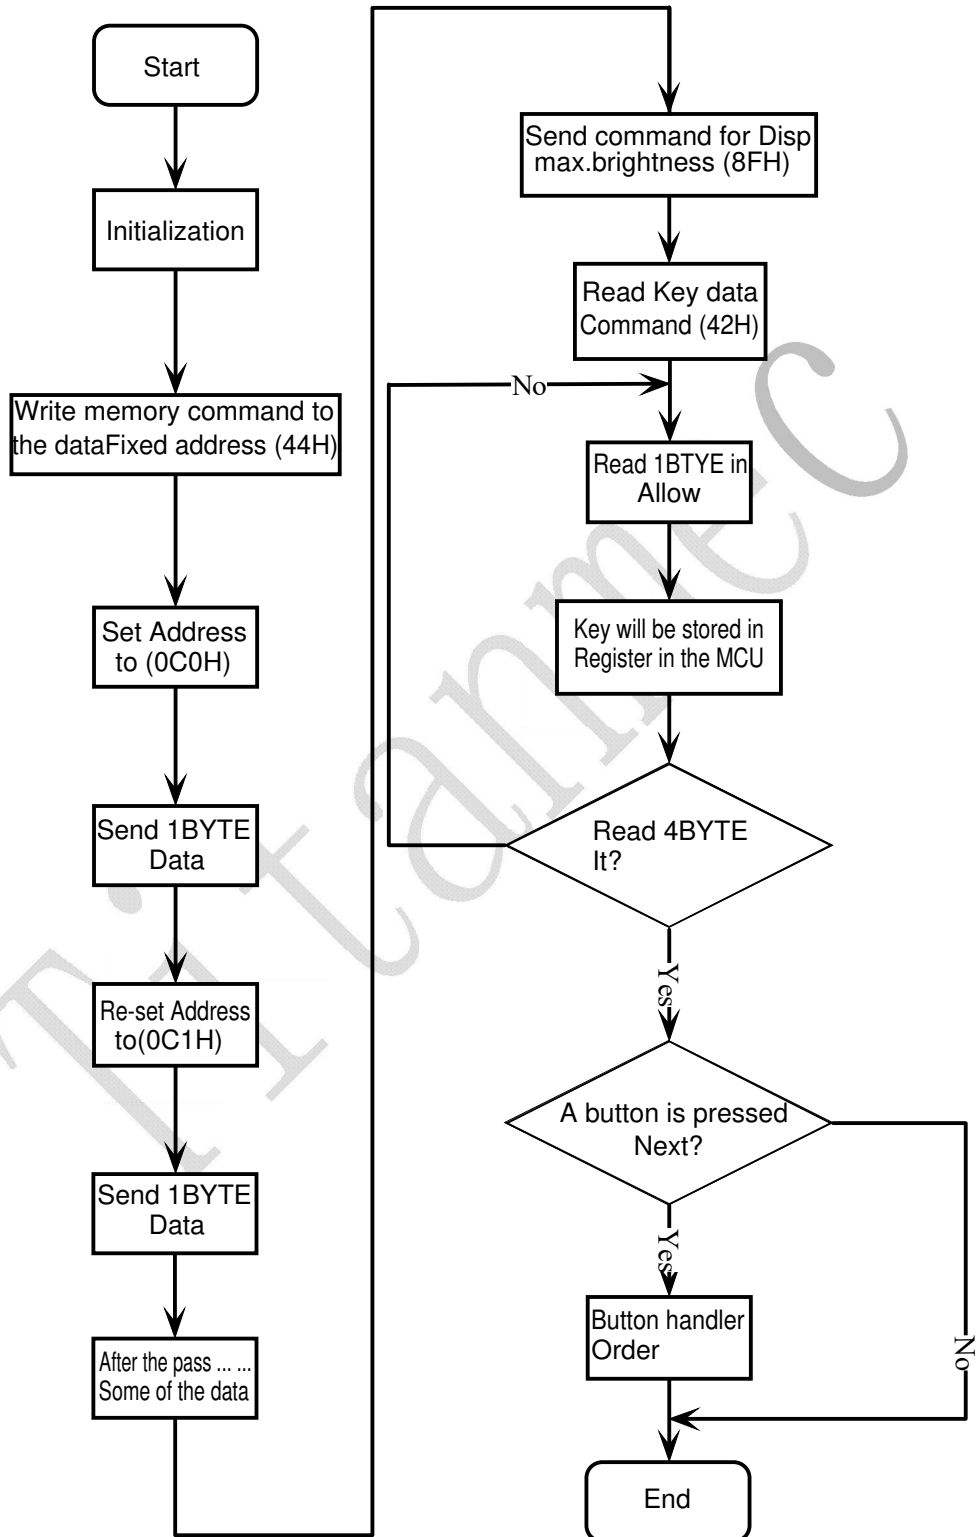 Start
Initialization
Write memory command to
the dataFixed address (44H)
Set Address
to (0C0H)
Send 1BYTE
Data
Re-set Address
to(0C1H)
Send 1BYTE
Data
After the pass ... ...
Some of the data
Send command for Disp
max.brightness (8FH)
Read Key data
Command (42H)
No
Read 1BTYE in
Allow
Key will be stored in
Register in the MCU
Read 4BYTE
It?
Yes
A button is pressed
Next?
Yes
No
Button handler
Order
End
Titanmec